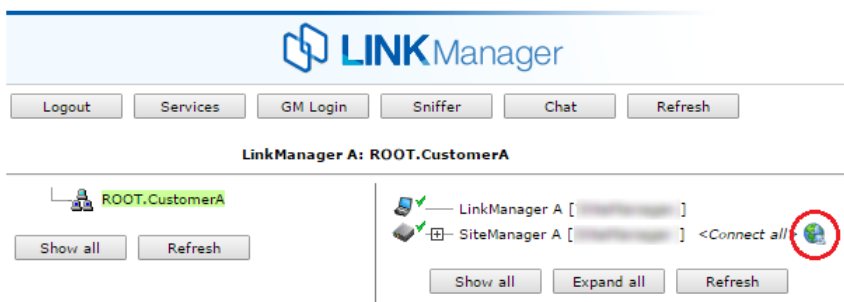 LINKManager
Logout Services GM Login Sniffer Chat Refresh
LinkManager A: ROOT.CustomerA
ROOT.CustomerA
Show all Refresh
LinkManager A [ ]
SiteManager A [ ] <Connect all>
Show all Expand all Refresh